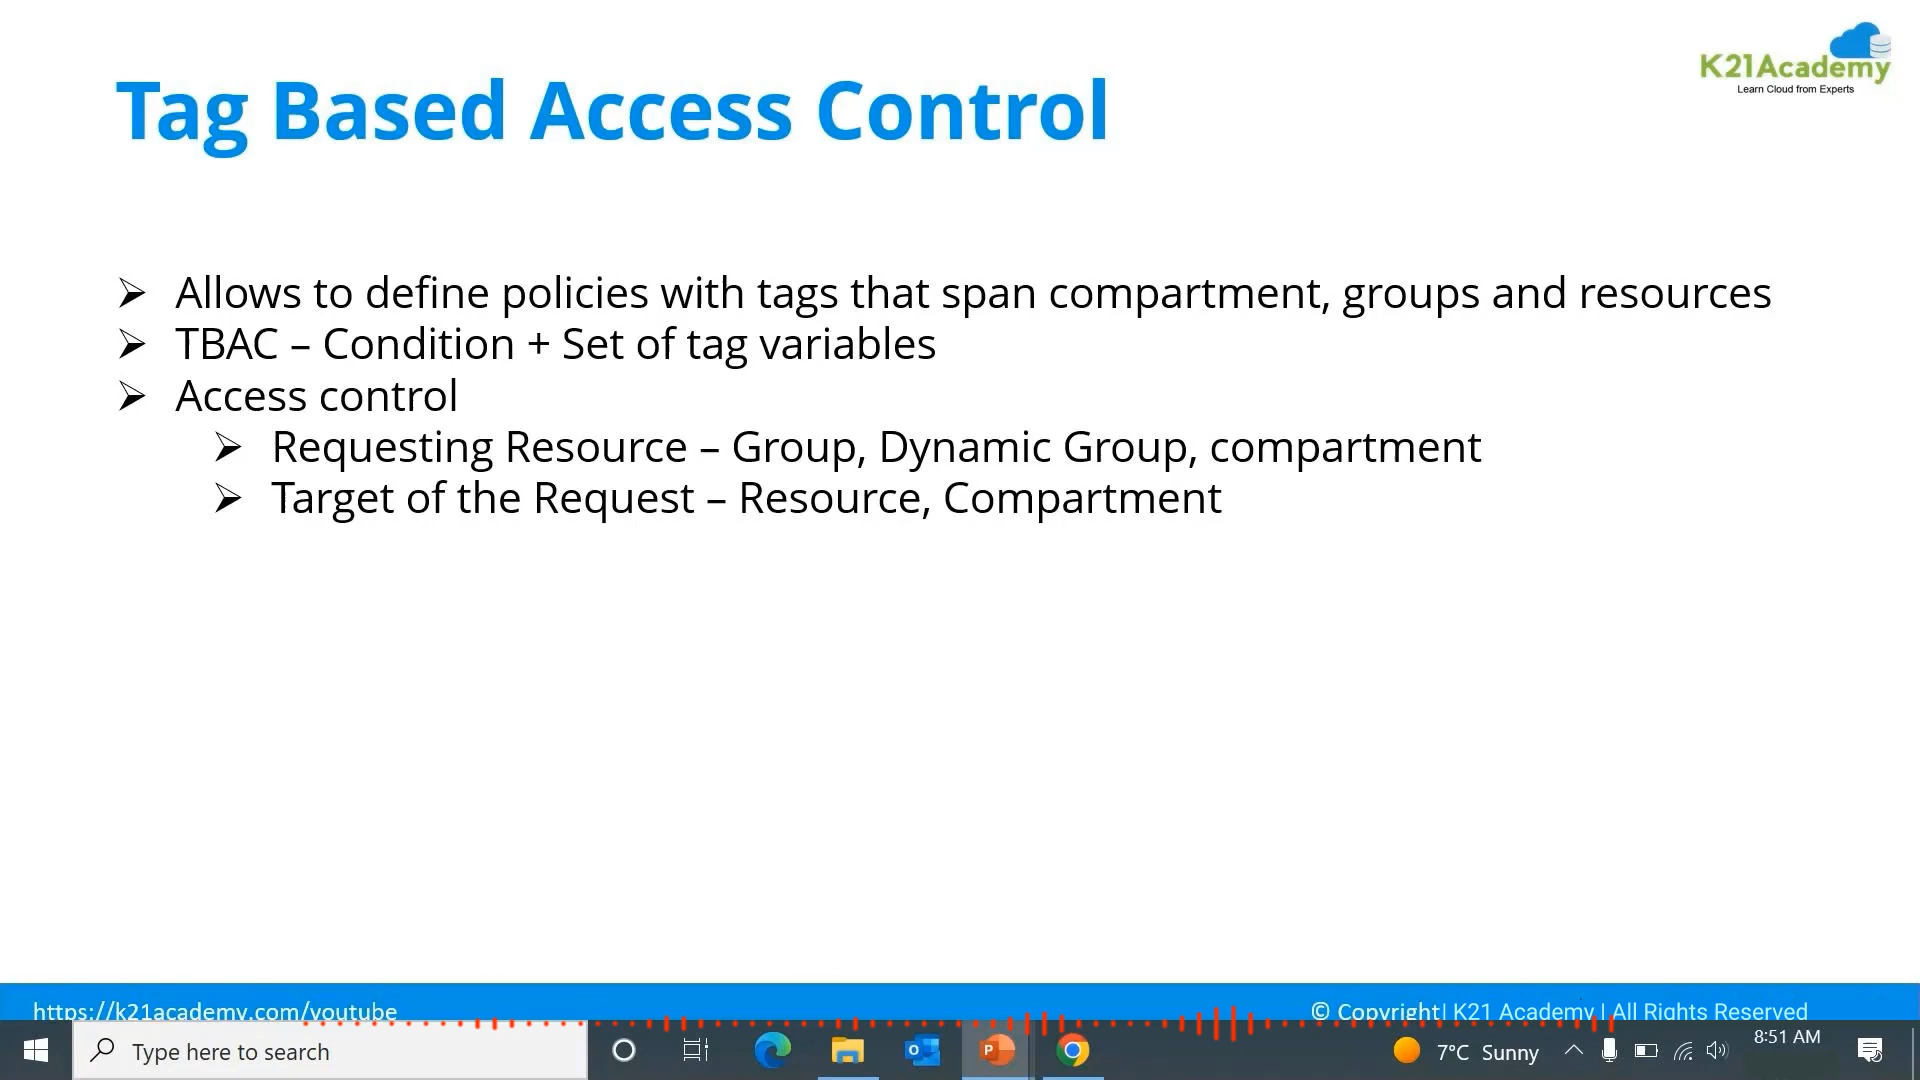 K21Academy
Learn Cloud from Experts
Tag Based Access Control
Allows to define policies with tags that span compartment, groups and resources
TBAC – Condition + Set of tag variables
Access control
Requesting Resource – Group, Dynamic Group, compartment
Target of the Request – Resource, Compartment
https://k21academy.com/youtube
© Copyright| K21 Academy | All Rights Reserved
Type here to search
7°C Sunny
8:51 AM